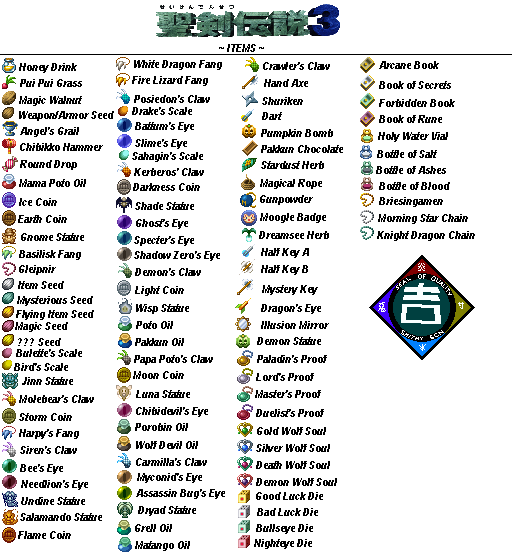 せいけんでんせつ
聖剣伝説3
~ ITEMS ~
Honey Drink
Pui Pui Grass
Magic Walnut
Weapon/Armor Seed
Angel's Grail
Chibikko Hammer
Round Drop
Mama Poto Oil
Ice Coin
Earth Coin
Gnome Statue
Basilisk Fang
Gleipnir
Item Seed
Mysterious Seed
Flying Item Seed
Magic Seed
??? Seed
Bulette's Scale
Bird's Scale
Jinn Statue
Molebear's Claw
Storm Coin
Harpy's Fang
Siren's Claw
Bee's Eye
Needlion's Eye
Undine Statue
Salamando Statue
Flame Coin
White Dragon Fang
Fire Lizard Fang
Posiedon's Claw
Drake's Scale
Battum's Eye
Slime's Eye
Sahagin's Scale
Kerberos' Claw
Darkness Coin
Shade Statue
Ghost's Eye
Specter's Eye
Shadow Zero's Eye
Demon's Claw
Light Coin
Wisp Statue
Poto Oil
Pakkun Oil
Papa Poto's Claw
Moon Coin
Luna Statue
Chibidevil's Eye
Porobin Oil
Wolf Devil Oil
Carmilla's Claw
Myconid's Eye
Assassin Bug's Eye
Dryad Statue
Grell Oil
Matango Oil
Crawler's Claw
Hand Axe
Shuriken
Dart
Pumpkin Bomb
Pakkun Chocolate
Stardust Herb
Magical Rope
Gunpowder
Moogle Badge
Dreamsee Herb
Half Key A
Half Key B
Mystery Key
Dragon's Eye
Illusion Mirror
Demon Statue
Paladin's Proof
Lord's Proof
Master's Proof
Duelist's Proof
Gold Wolf Soul
Silver Wolf Soul
Death Wolf Soul
Demon Wolf Soul
Good Luck Die
Bad Luck Die
Bullseye Die
Nighteye Die
Arcane Book
Book of Secrets
Forbidden Book
Book of Rune
Holy Water Vial
Bottle of Salt
Bottle of Ashes
Bottle of Blood
Briesingamen
Morning Star Chain
Knight Dragon Chain
SEAL OF QUALITY
吉
SMITHY ECN